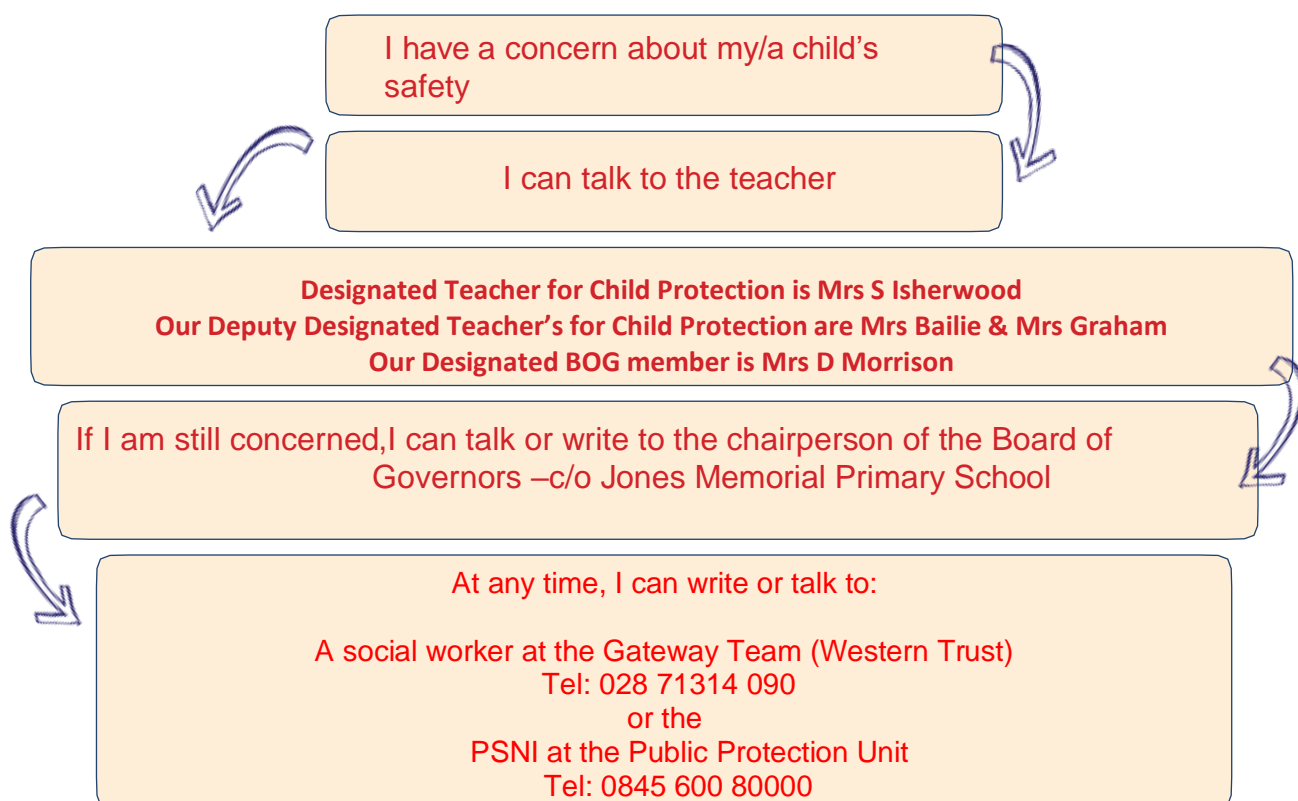 I have a concern about my/a child's
safety
I can talk to the teacher
Designated Teacher for Child Protection is Mrs S Isherwood
Our Deputy Designated Teacher's for Child Protection are Mrs Bailie & Mrs Graham
Our Designated BOG member is Mrs D Morrison
If I am still concerned,I can talk or write to the chairperson of the Board of
Governors –c/o Jones Memorial Primary School
At any time, I can write or talk to:
A social worker at the Gateway Team (Western Trust)
Tel: 028 71314 090
or the
PSNI at the Public Protection Unit
Tel: 0845 600 80000